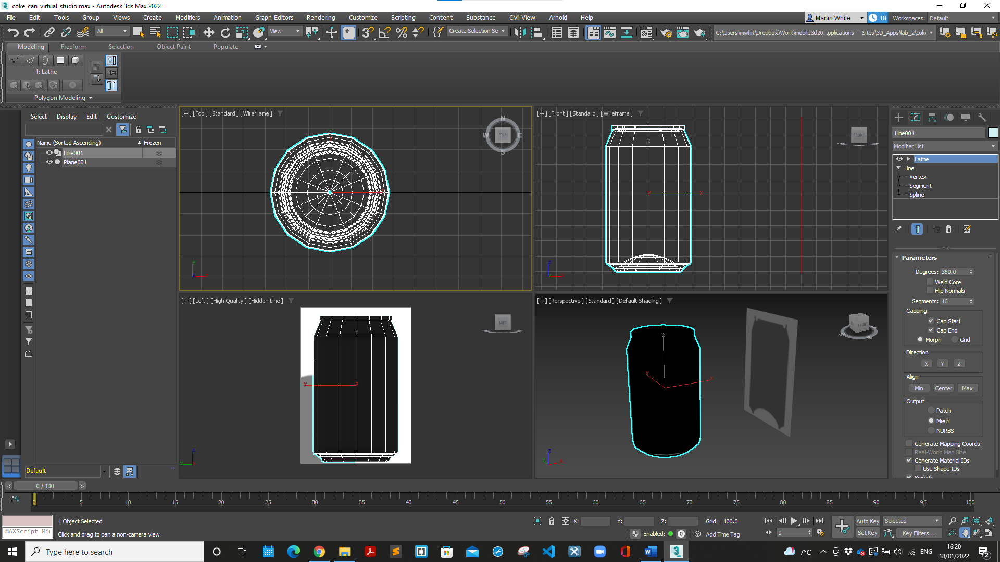 coke_can_virtual_studio.max - Autodesk 3ds Max 2022
File Edit Tools Group Views Create Modifiers Animation Graph Editors Rendering Customize Scripting Content Substance Civil View Arnold Help
Martin White 18 Workspaces: Default
All View Create Selection Se C:\Users\mwhit\Dropbox\Work\mobile3d20...pplications — Sites\3D_Apps\lab_2\coke
Modeling Freeform Selection Object Paint Populate
1: Lathe
Polygon Modeling
Select Display Edit Customize
Name (Sorted Ascending) Frozen
Line001
Plane001
Default
[+] [Top] [Standard] [Wireframe]
N
W TOP E
S
[+] [Front] [Standard] [Wireframe]
FRONT
[+] [Left] [High Quality] [Hidden Line]
LEFT
[+] [Perspective] [Standard] [Default Shading]
FRONT
Line001
Modifier List
Lathe
Line
Vertex
Segment
Spline
Parameters
Degrees: 360.0
Weld Core
Flip Normals
Segments: 16
Capping
Cap Start
Cap End
Morph Grid
Direction
X Y Z
Align
Min Center Max
Output
Patch
Mesh
NURBS
Generate Mapping Coords.
Real-World Map Size
Generate Material IDs
Use Shape IDs
Smooth
< 0 / 100 >
0 5 10 15 20 25 30 35 40 45 50 55 60 65 70 75 80 85 90 95 100
1 Object Selected
X: Y: Z: Grid = 100.0
Auto Key Selected
MAXScript Mi
Click and drag to pan a non-camera view
Enabled: 0 Add Time Tag
0
Set Key Key Filters...
Type here to search
7°C ENG
16:20
18/01/2022
2